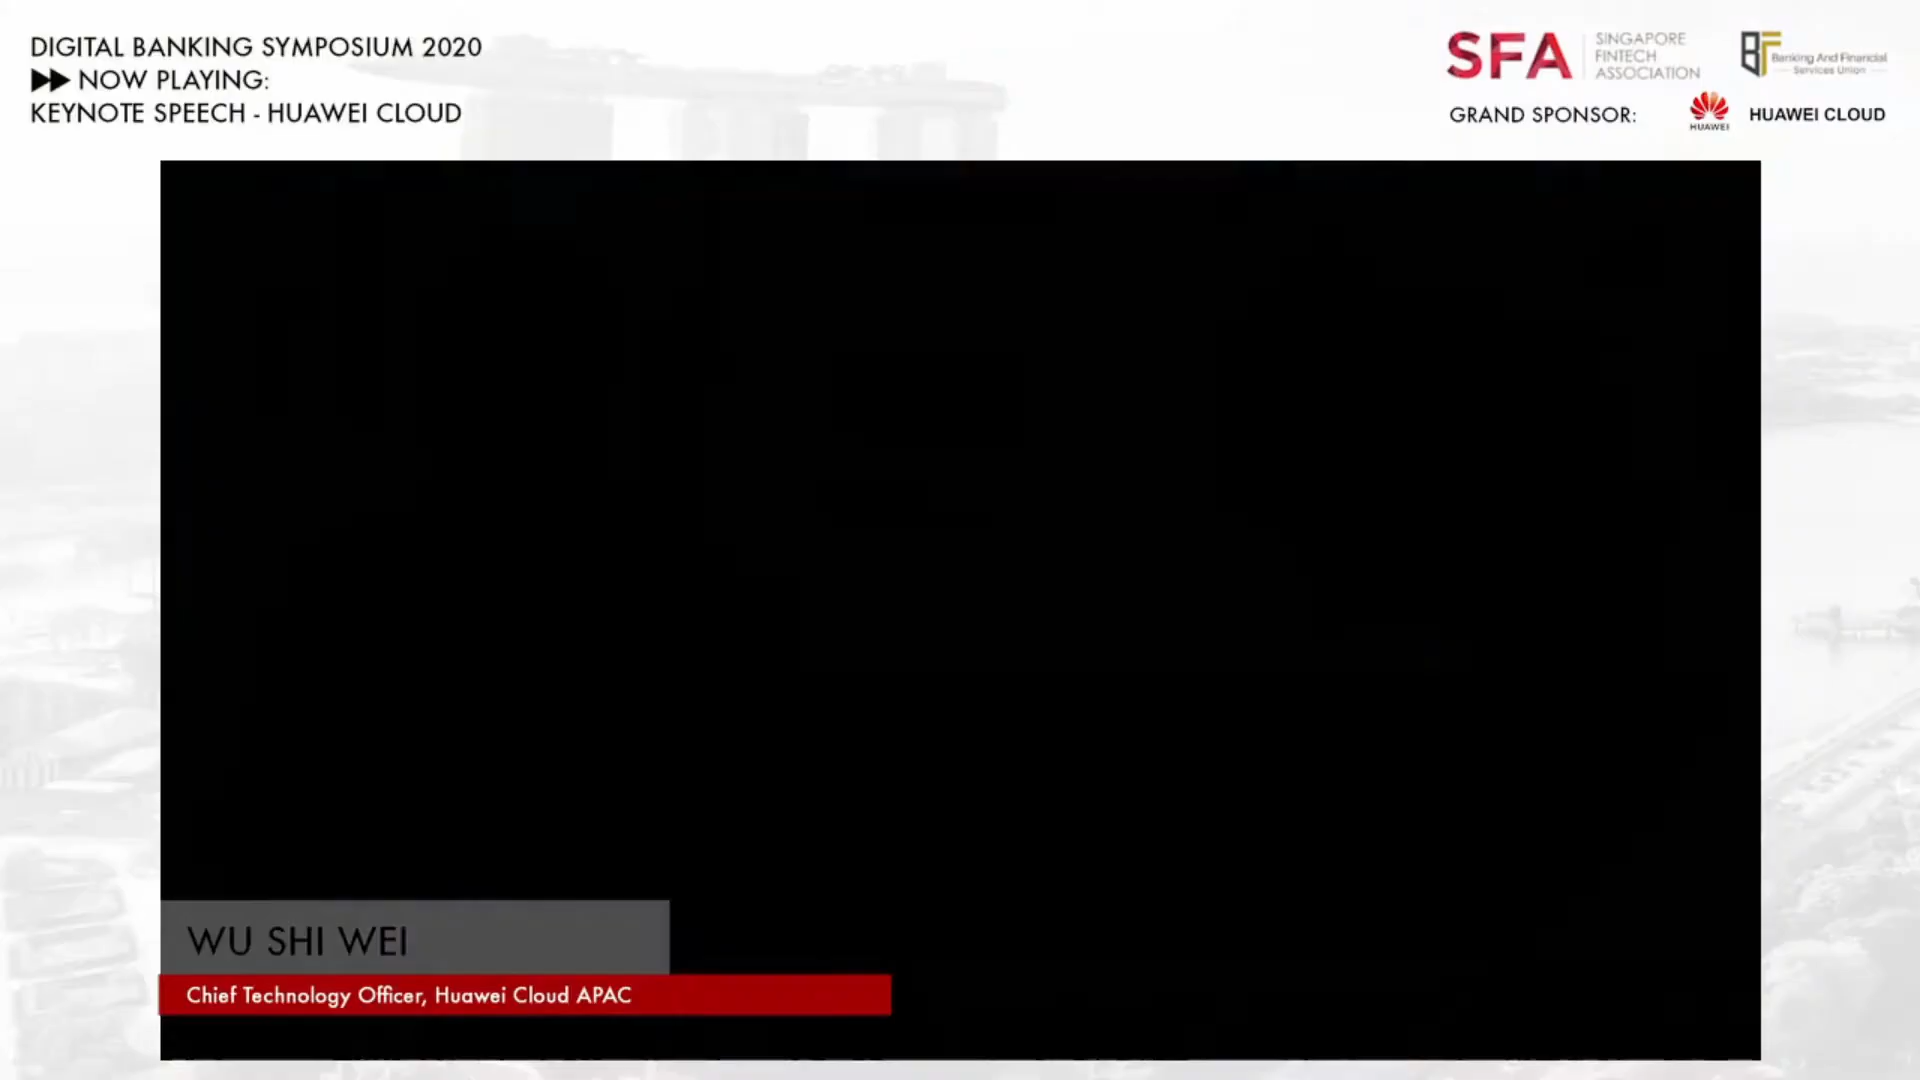 DIGITAL BANKING SYMPOSIUM 2020
NOW PLAYING:
KEYNOTE SPEECH - HUAWEI CLOUD
SFA
SINGAPORE
FINTECH
ASSOCIATION
BF
Banking And Financial
Services Union
GRAND SPONSOR:
HUAWEI
HUAWEI CLOUD
WU SHI WEI
Chief Technology Officer, Huawei Cloud APAC